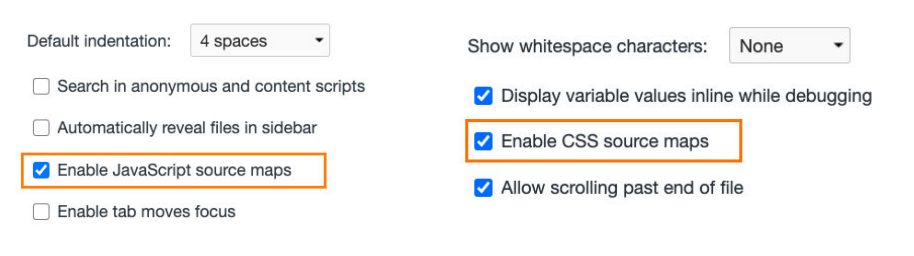 Default indentation: 4 spaces
Search in anonymous and content scripts
Automatically reveal files in sidebar
Enable JavaScript source maps
Enable tab moves focus
Show whitespace characters: None
Display variable values inline while debugging
Enable CSS source maps
Allow scrolling past end of file